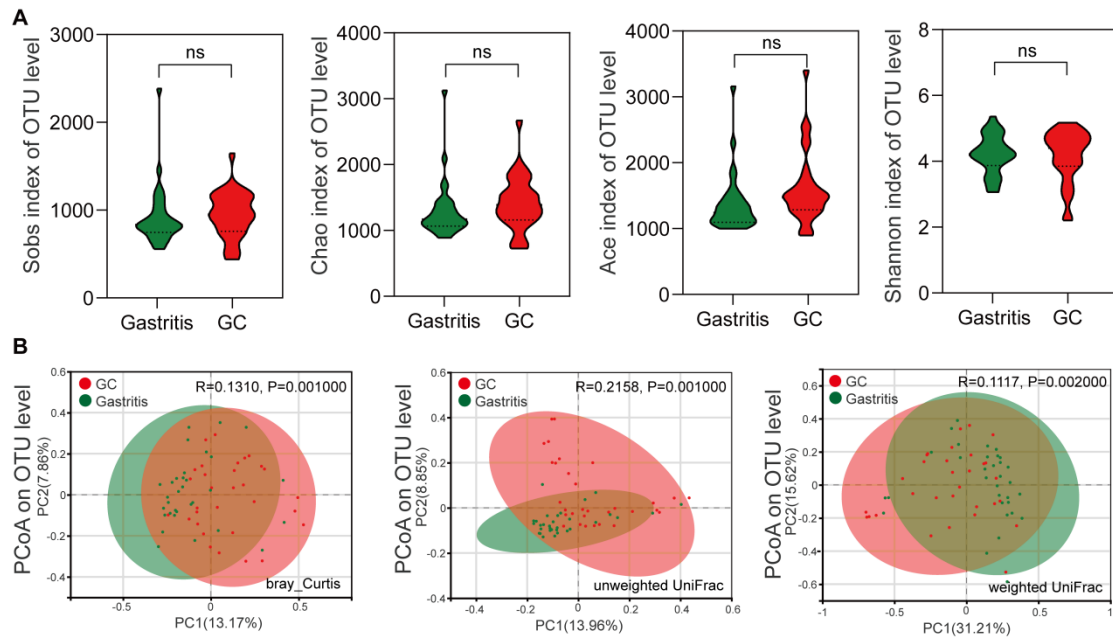 A
Sobs index of OTU level
3000
2000
1000
0
ns
Gastritis
GC
Chao index of OTU level
4000
3000
2000
1000
0
ns
Gastritis
GC
Ace index of OTU level
4000
3000
2000
1000
0
ns
Gastritis
GC
Shannon index of OTU level
8
6
4
2
0
ns
Gastritis
GC
B
PCoA on OTU level
PC2(7.86%)
0.6
0.4
0.2
0
-0.2
-0.4
GC
Gastritis
R=0.1310, P=0.001000
bray_Curtis
-0.5
0
0.5
PC1(13.17%)
PCoA on OTU level
PC2(8.85%)
0.6
0.4
0.2
0
-0.2
-0.4
GC
Gastritis
R=0.2158, P=0.001000
unweighted UniFrac
-0.4
-0.2
0
0.2
0.4
0.6
PC1(13.96%)
PCoA on OTU level
PC2(15.62%)
0.6
0.4
0.2
0
-0.2
-0.4
-0.6
GC
Gastritis
R=0.1117, P=0.002000
weighted UniFrac
-1
-0.5
0
0.5
1
PC1(31.21%)